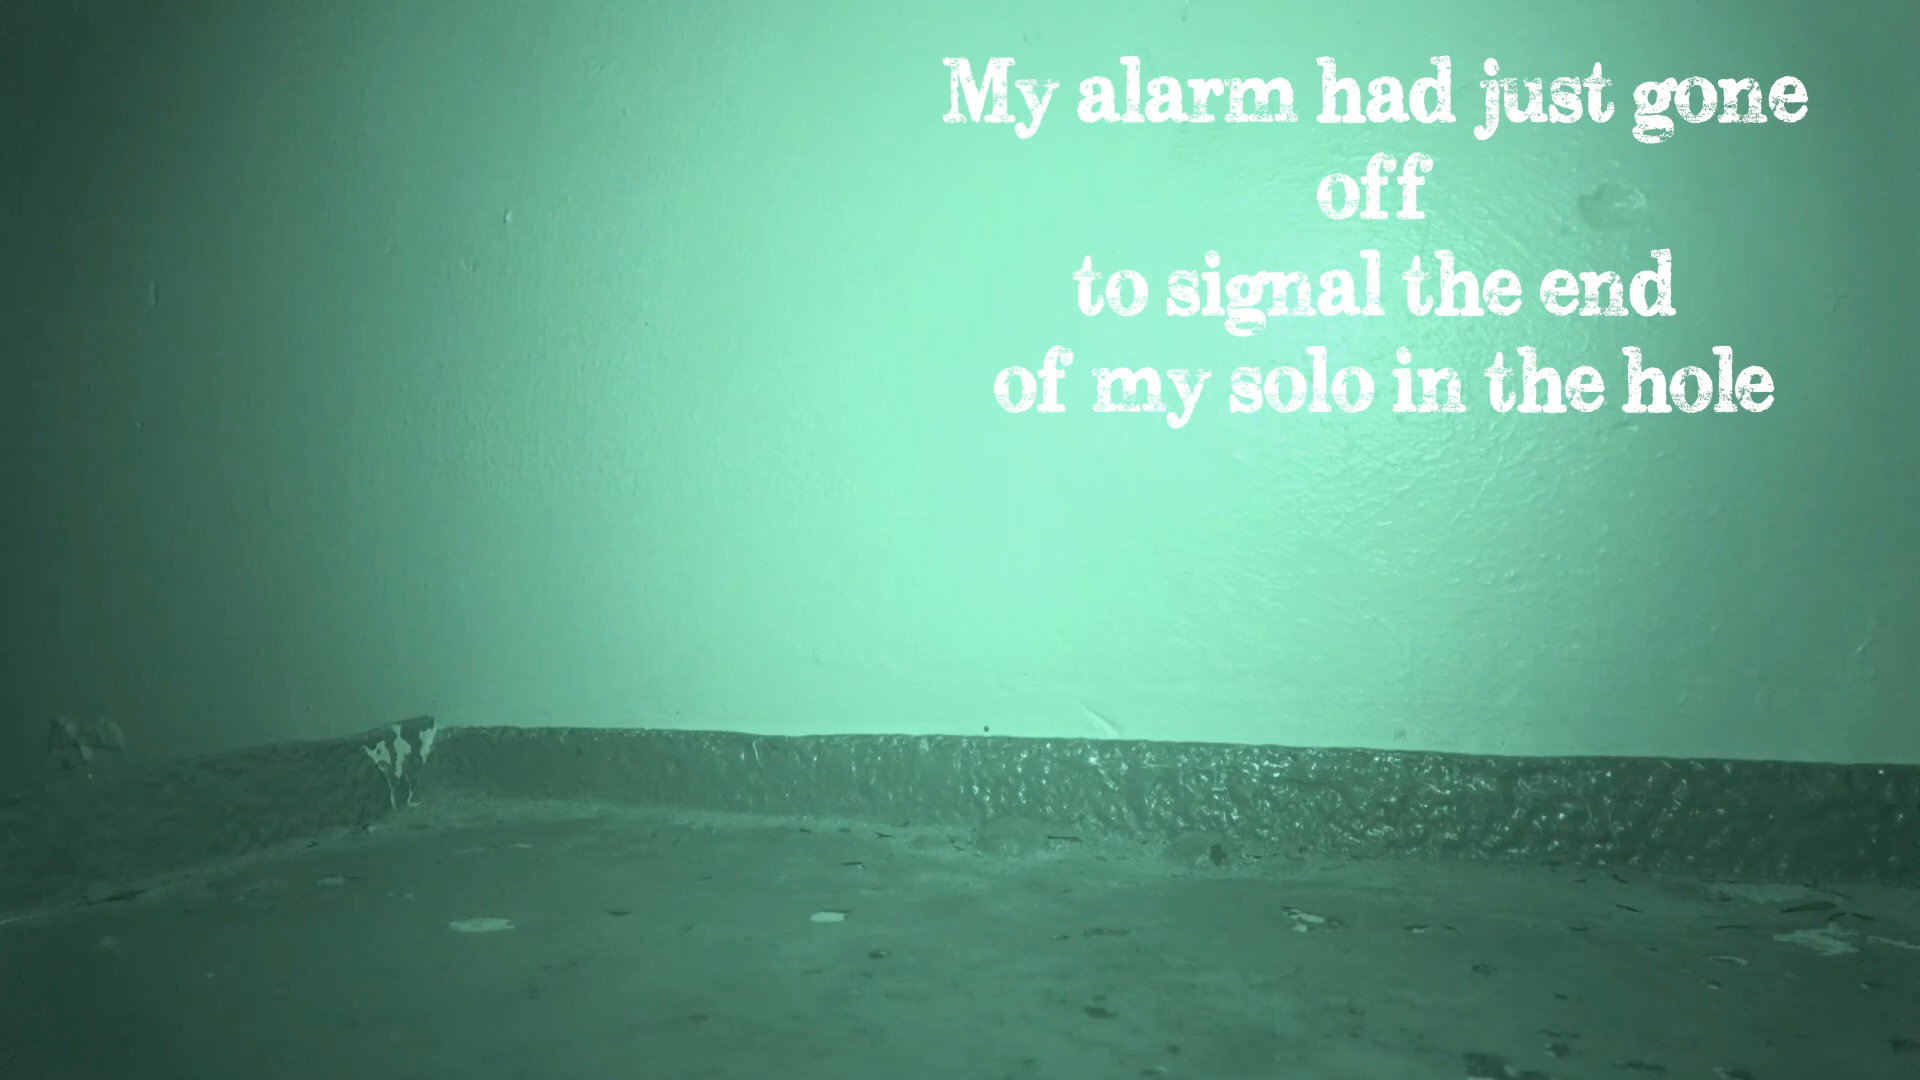 My alarm had just gone
off
to signal the end
of my solo in the hole